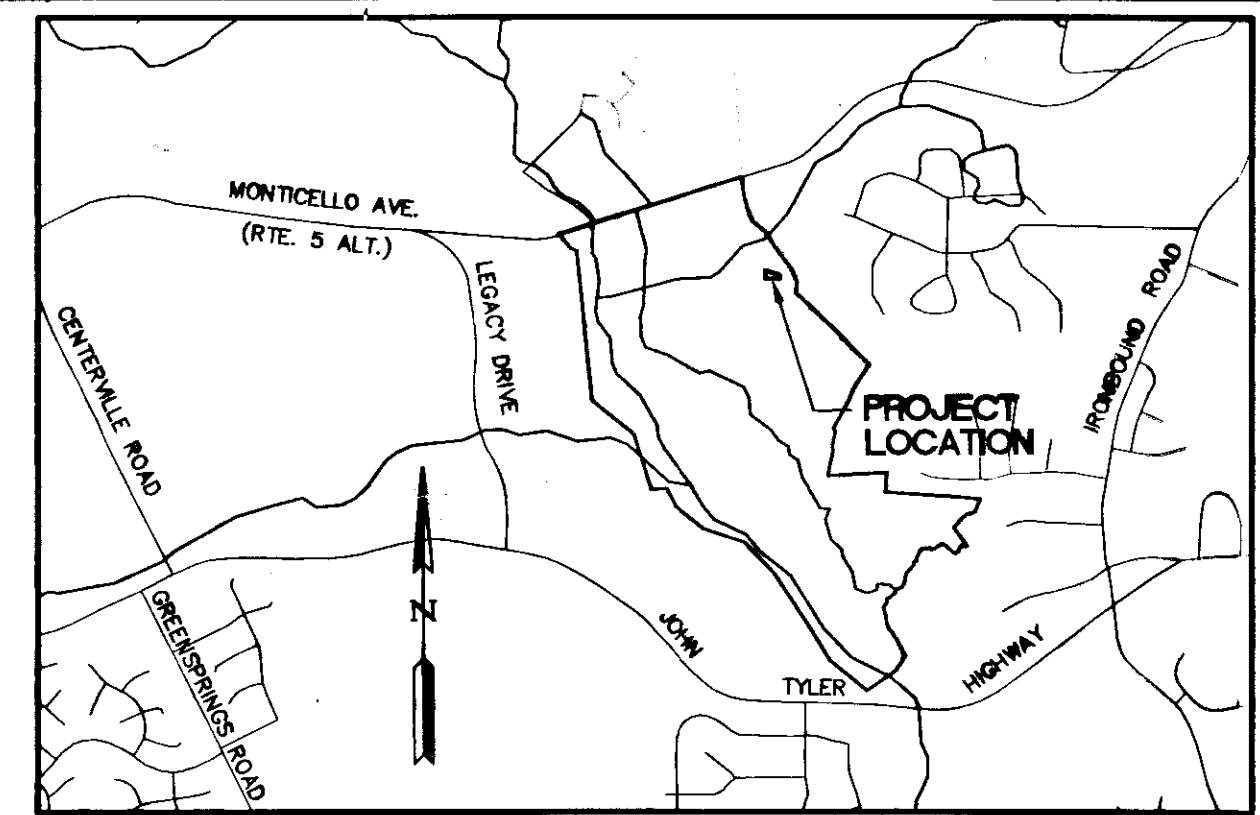 MONTICELLO AVE.
(RTE. 5 ALT.)
LEGACY DRIVE
CENTERVILLE ROAD
IRONBOUND ROAD
PROJECT
LOCATION
N
GREENSPRINGS ROAD
JOHN
TYLER
HIGHWAY